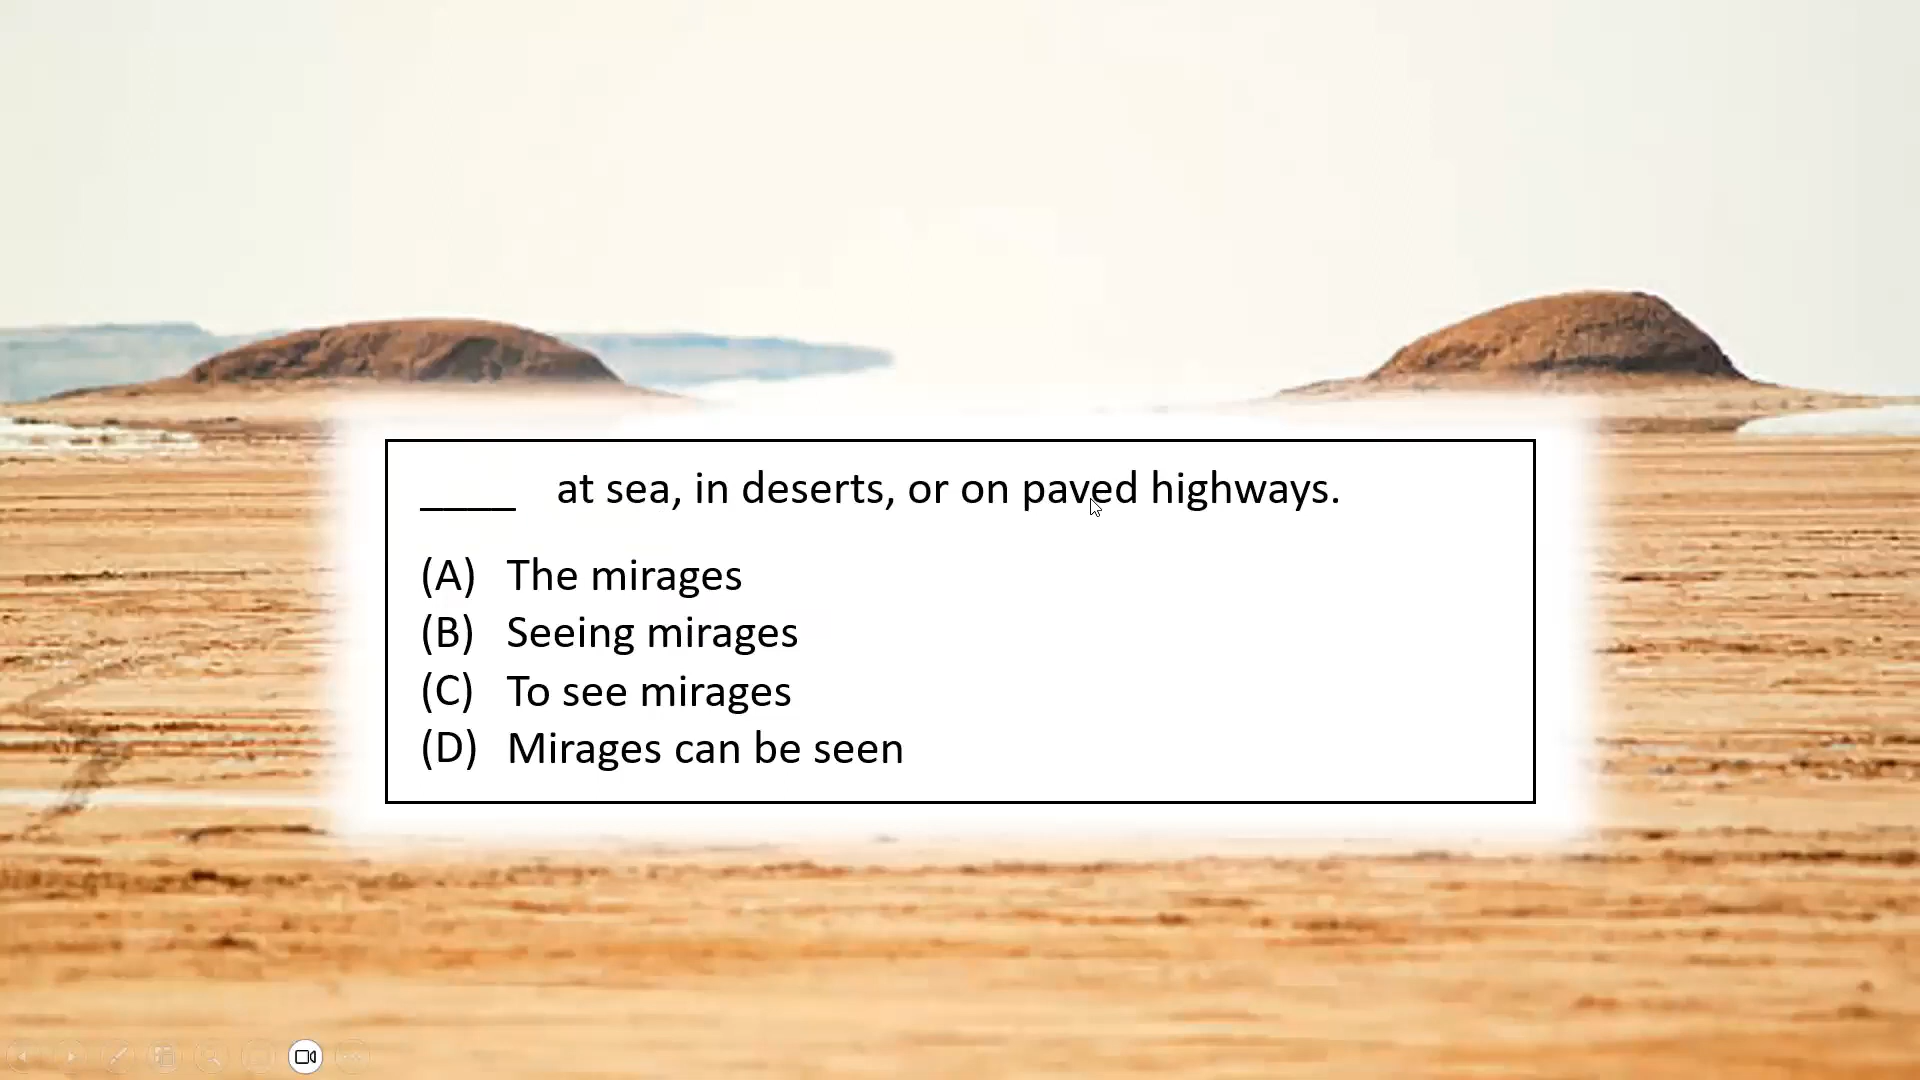 ____ at sea, in deserts, or on paved highways.
(A) The mirages
(B) Seeing mirages
(C) To see mirages
(D) Mirages can be seen